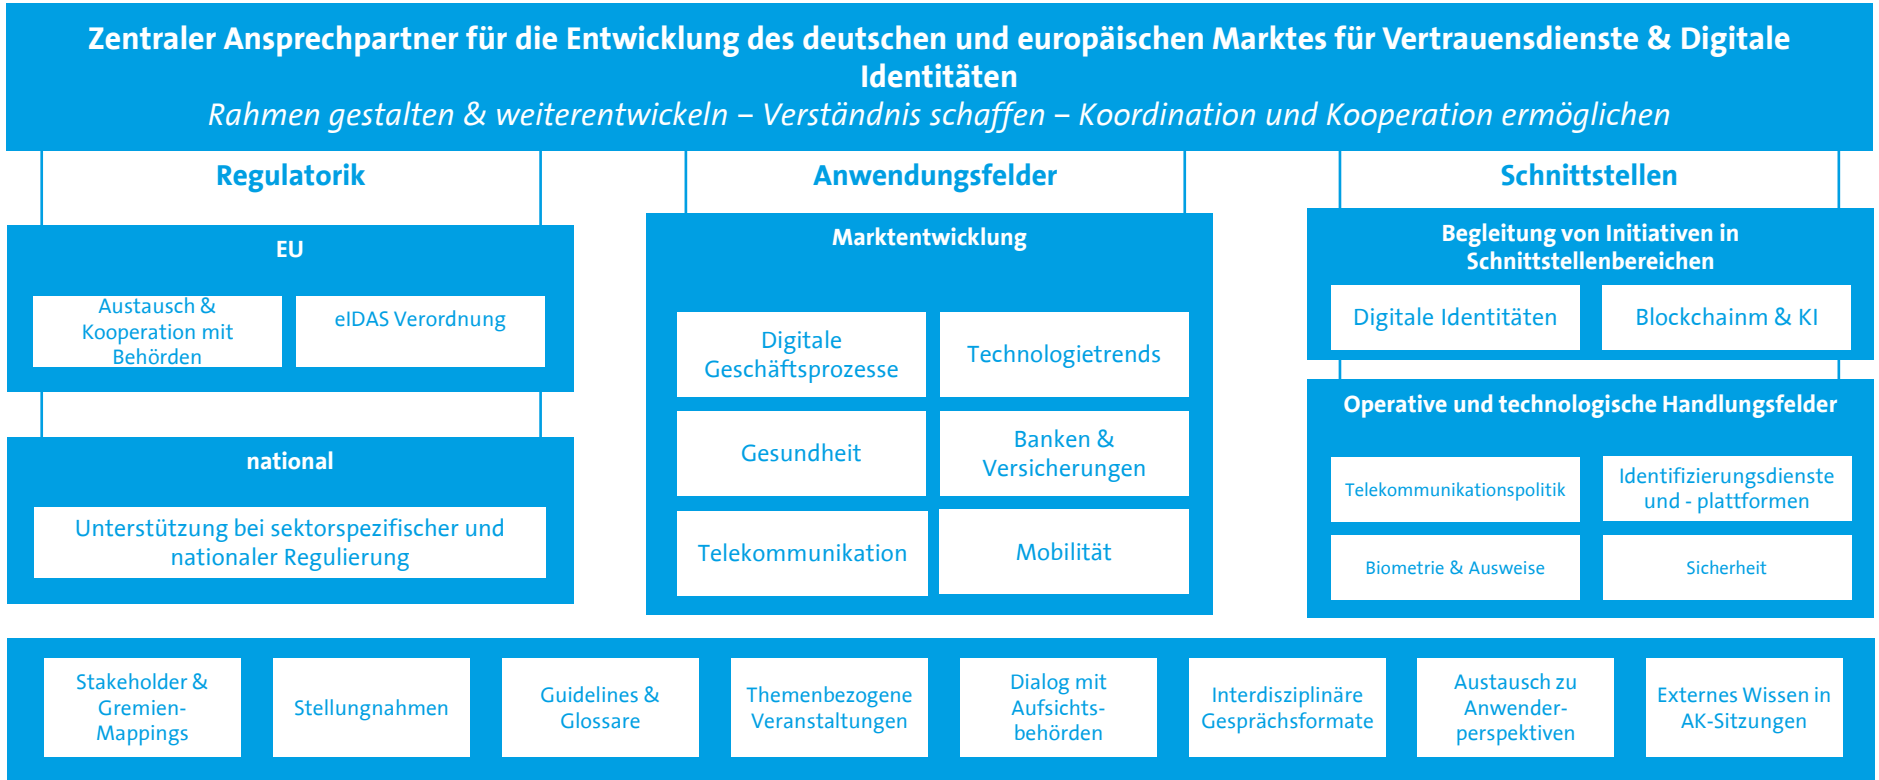 Zentraler Ansprechpartner für die Entwicklung des deutschen und europäischen Marktes für Vertrauensdienste & Digitale
Identitäten
Rahmen gestalten & weiterentwickeln – Verständnis schaffen – Koordination und Kooperation ermöglichen
Regulatorik
EU
Austausch &
Kooperation mit
Behörden
eIDAS Verordnung
national
Unterstützung bei sektorspezifischer und
nationaler Regulierung
Anwendungsfelder
Marktentwicklung
Digitale
Geschäftsprozesse
Technologietrends
Gesundheit
Banken &
Versicherungen
Telekommunikation
Mobilität
Schnittstellen
Begleitung von Initiativen in
Schnittstellenbereichen
Digitale Identitäten
Blockchainm & KI
Operative und technologische Handlungsfelder
Telekommunikationspolitik
Identifizierungsdienste
und - plattformen
Biometrie & Ausweise
Sicherheit
Stakeholder &
Gremien-
Mappings
Stellungnahmen
Guidelines &
Glossare
Themenbezogene
Veranstaltungen
Dialog mit
Aufsichts-
behörden
Interdisziplinäre
Gesprächsformate
Austausch zu
Anwender-
perspektiven
Externes Wissen in
AK-Sitzungen